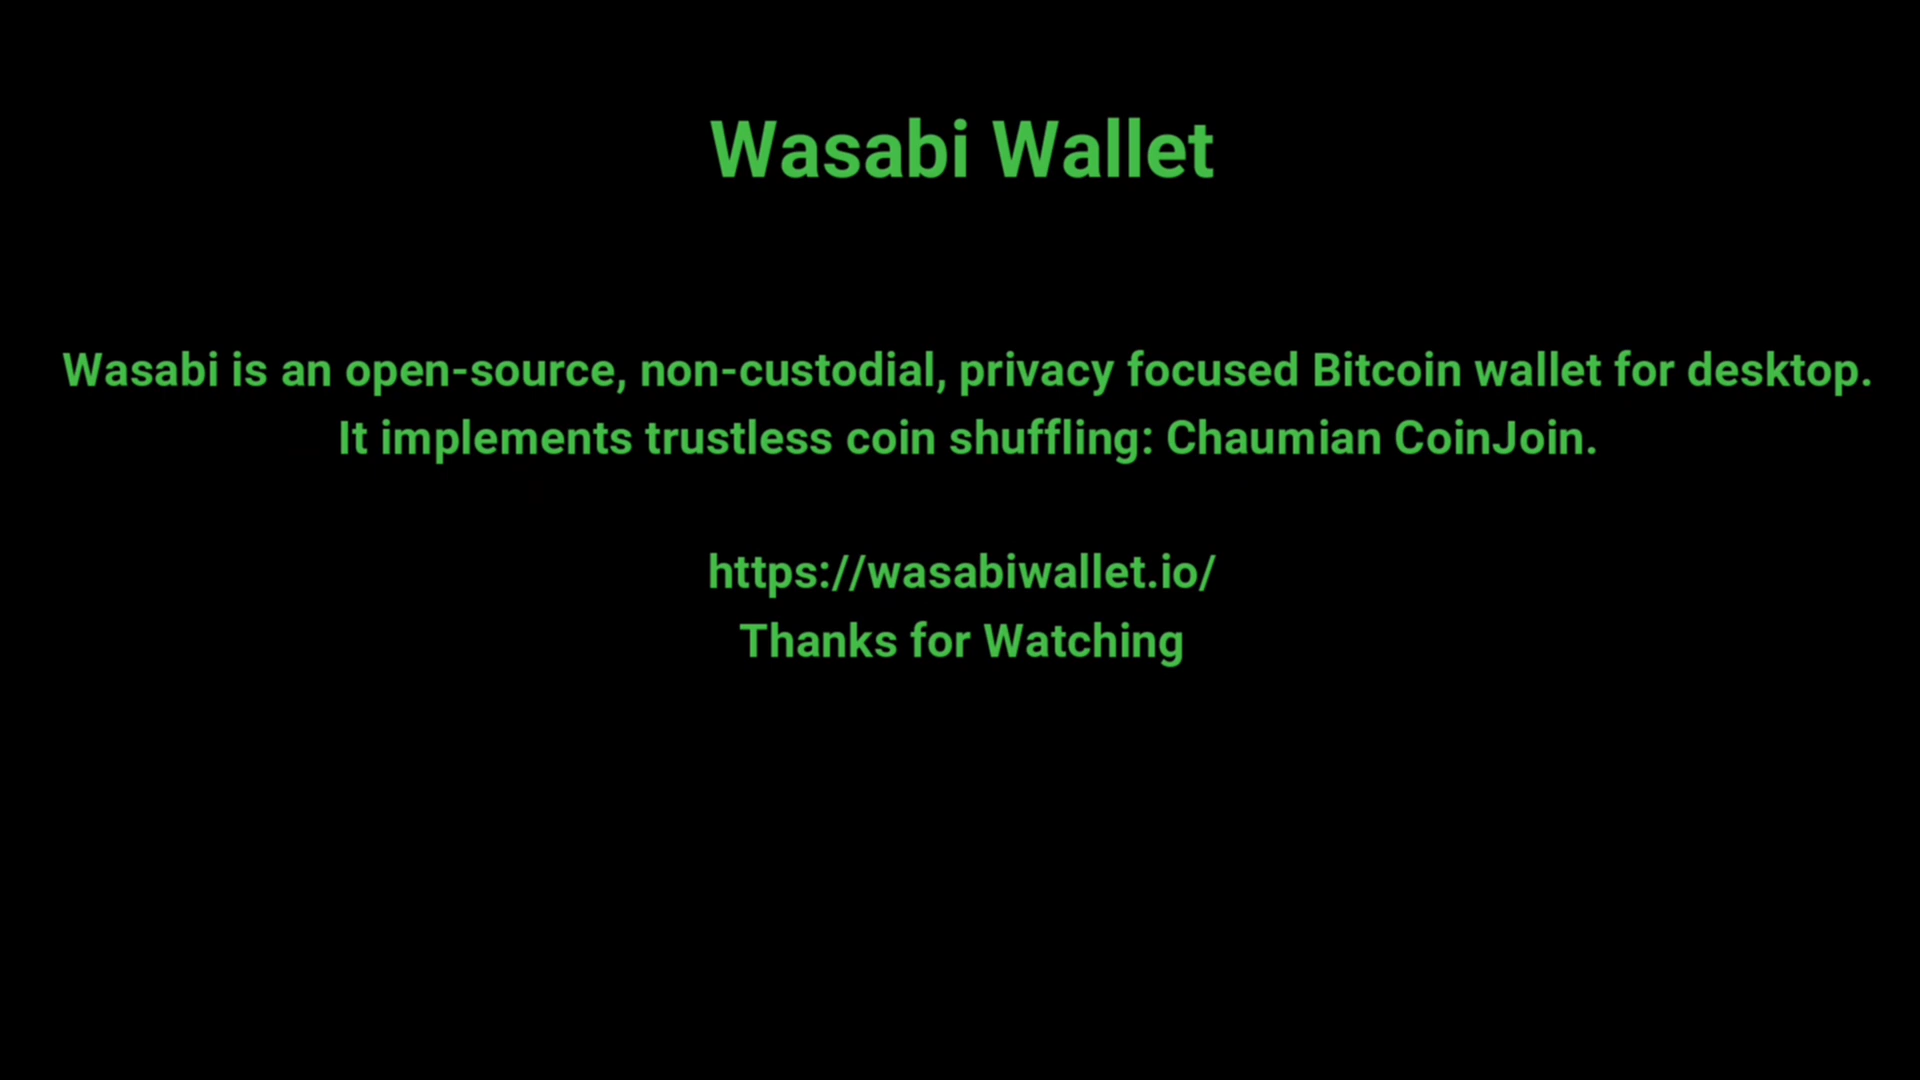 Wasabi Wallet
Wasabi is an open-source, non-custodial, privacy focused Bitcoin wallet for desktop.
It implements trustless coin shuffling: Chaumian CoinJoin.
https://wasabiwallet.io/
Thanks for Watching